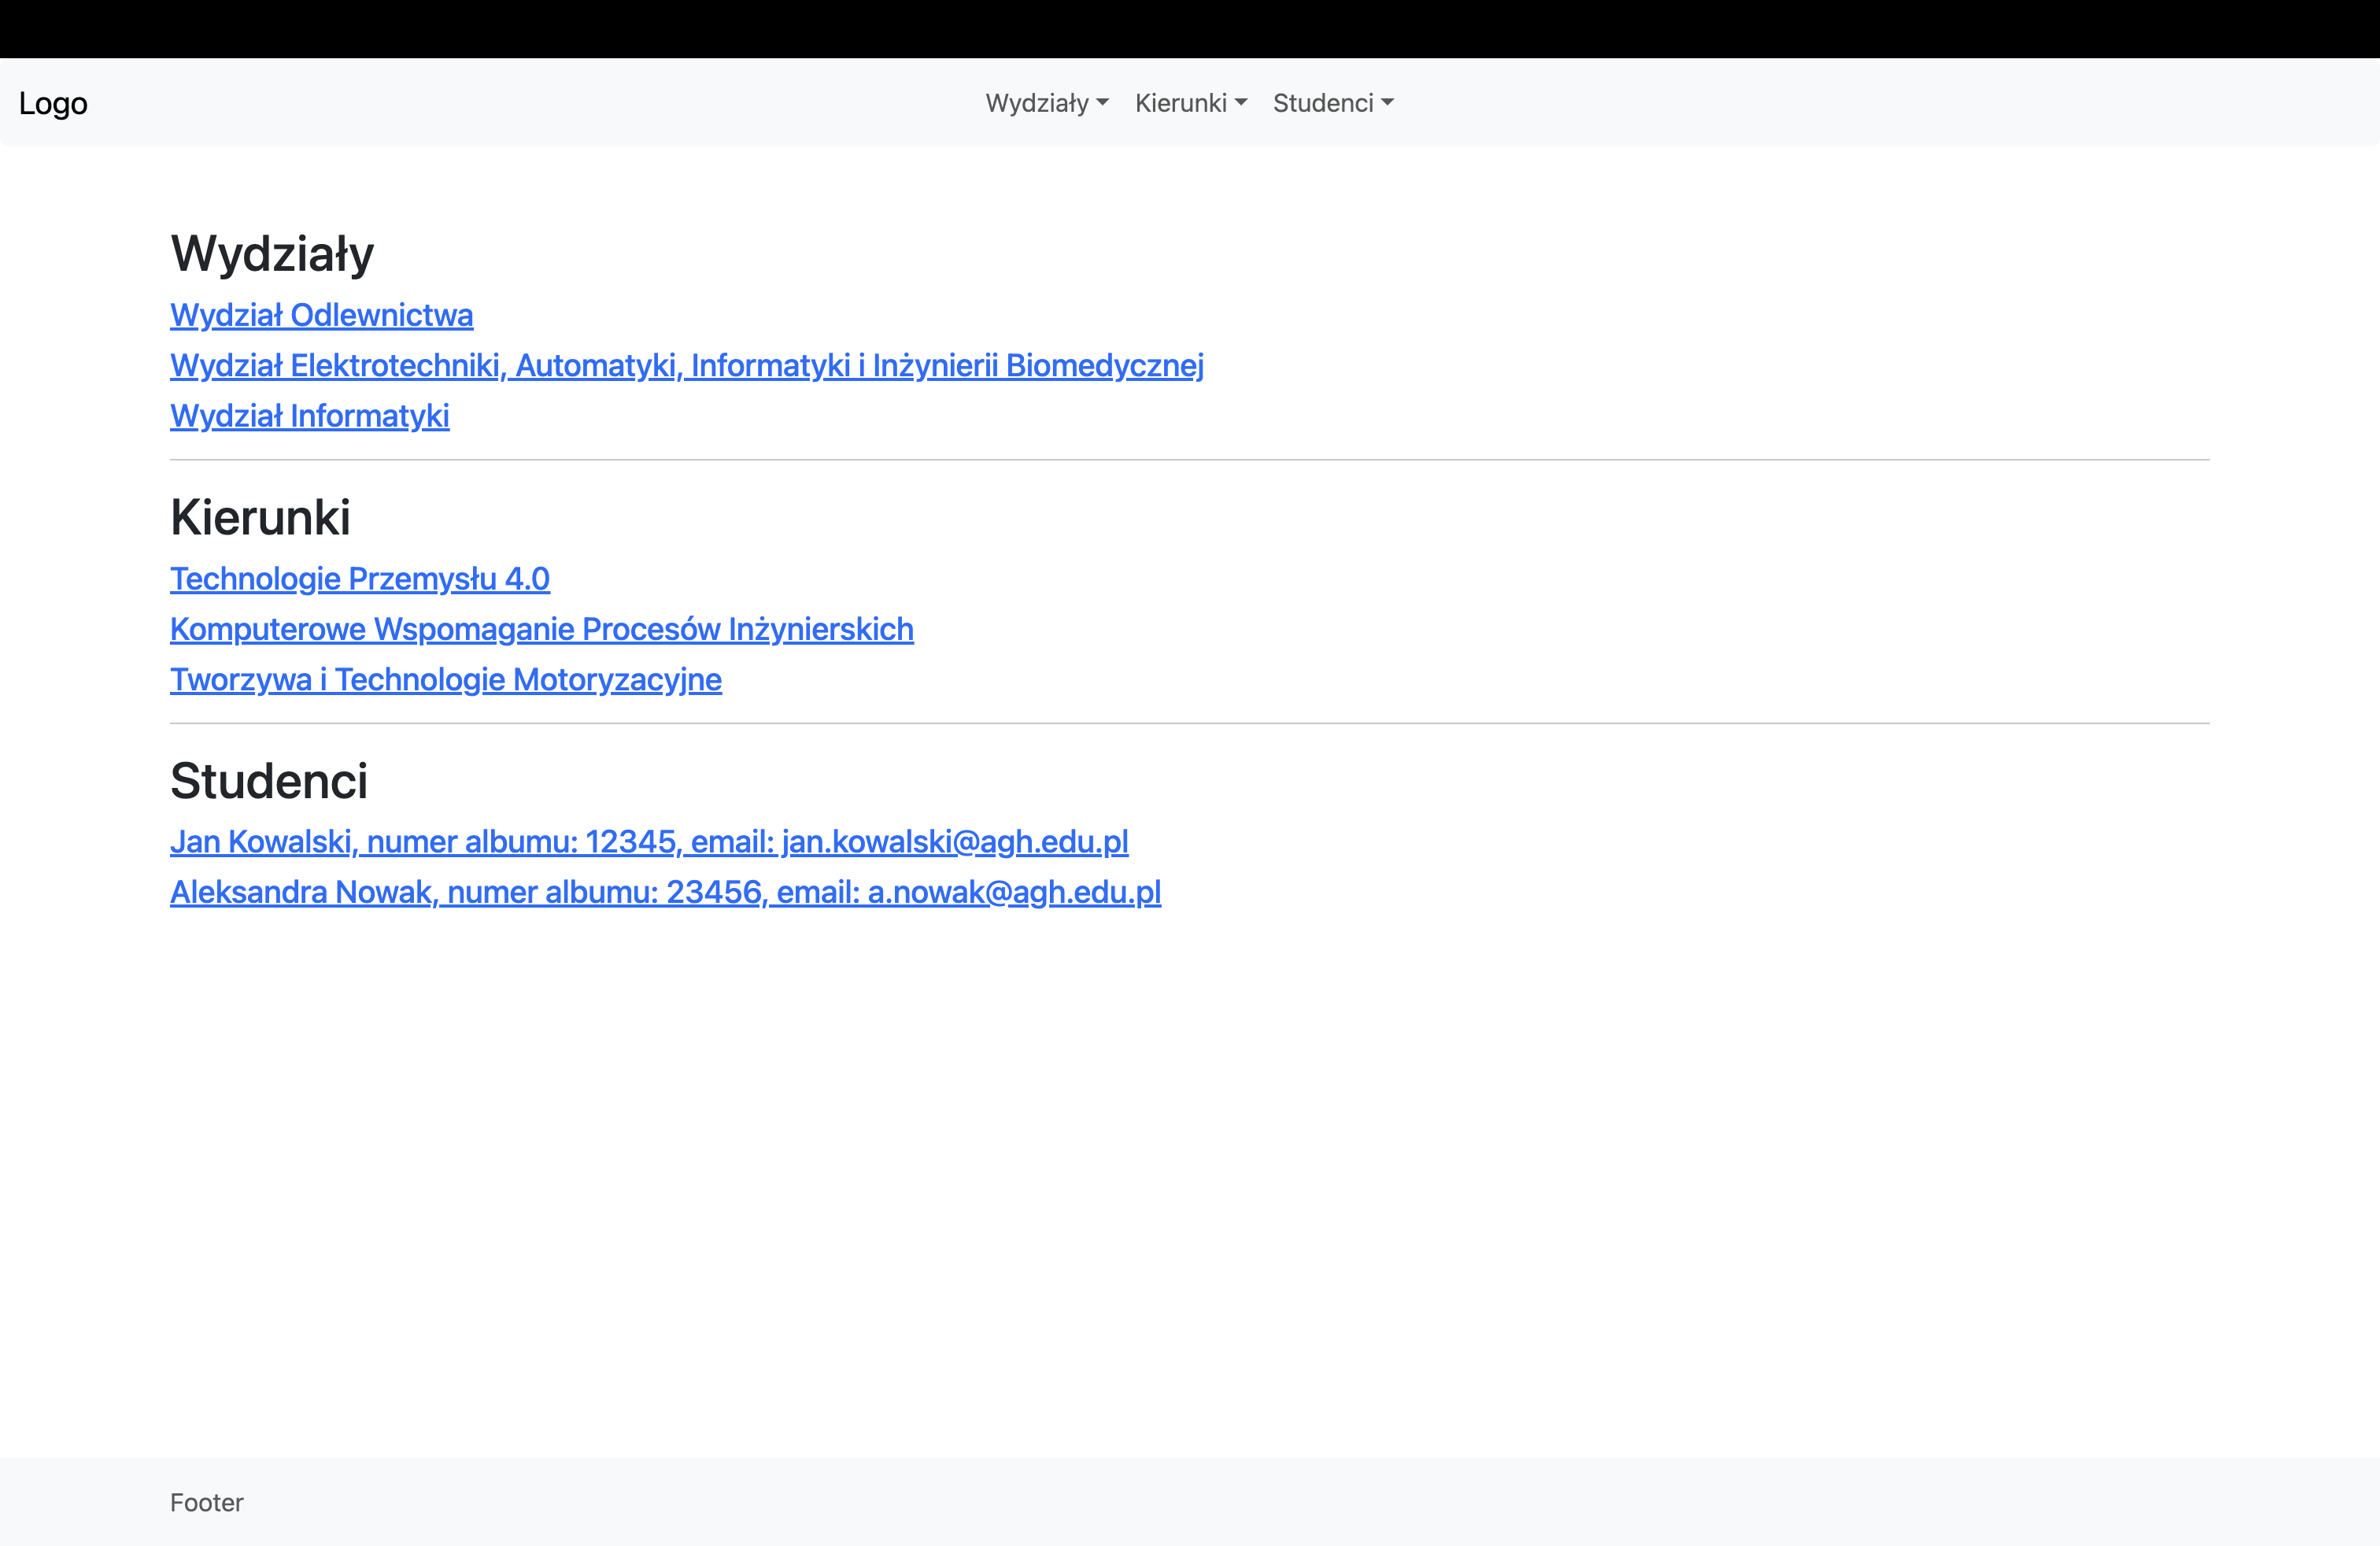 Logo
Wydziały Kierunki Studenci
Wydziały
Wydział Odlewnictwa
Wydział Elektrotechniki, Automatyki, Informatyki i Inżynierii Biomedycznej
Wydział Informatyki
Kierunki
Technologie Przemysłu 4.0
Komputerowe Wspomaganie Procesów Inżynierskich
Tworzywa i Technologie Motoryzacyjne
Studenci
Jan Kowalski, numer albumu: 12345, email: jan.kowalski@agh.edu.pl
Aleksandra Nowak, numer albumu: 23456, email: a.nowak@agh.edu.pl
Footer